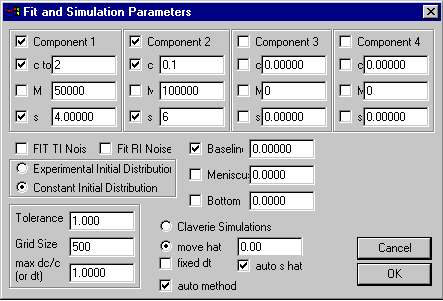 Fit and Simulation Parameters
Component 1 Component 2 Component 3 Component 4
c to 2 c 0.1 c 0.00000 c 0.00000
M 50000 M 100000 M 0 M 0
s 4.00000 s 6 s 0.00000 s 0.00000
FIT TI Nois Fit RI Noise Baseline 0.00000
Experimental Initial Distribution Meniscus 0.0000
Constant Initial Distribution Bottom 0.0000
Tolerance 1.000
Grid Size 500
max dc/c (or dt) 1.0000
Claverie Simulations
move hat 0.00
fixed dt auto s hat
auto method
Cancel
OK